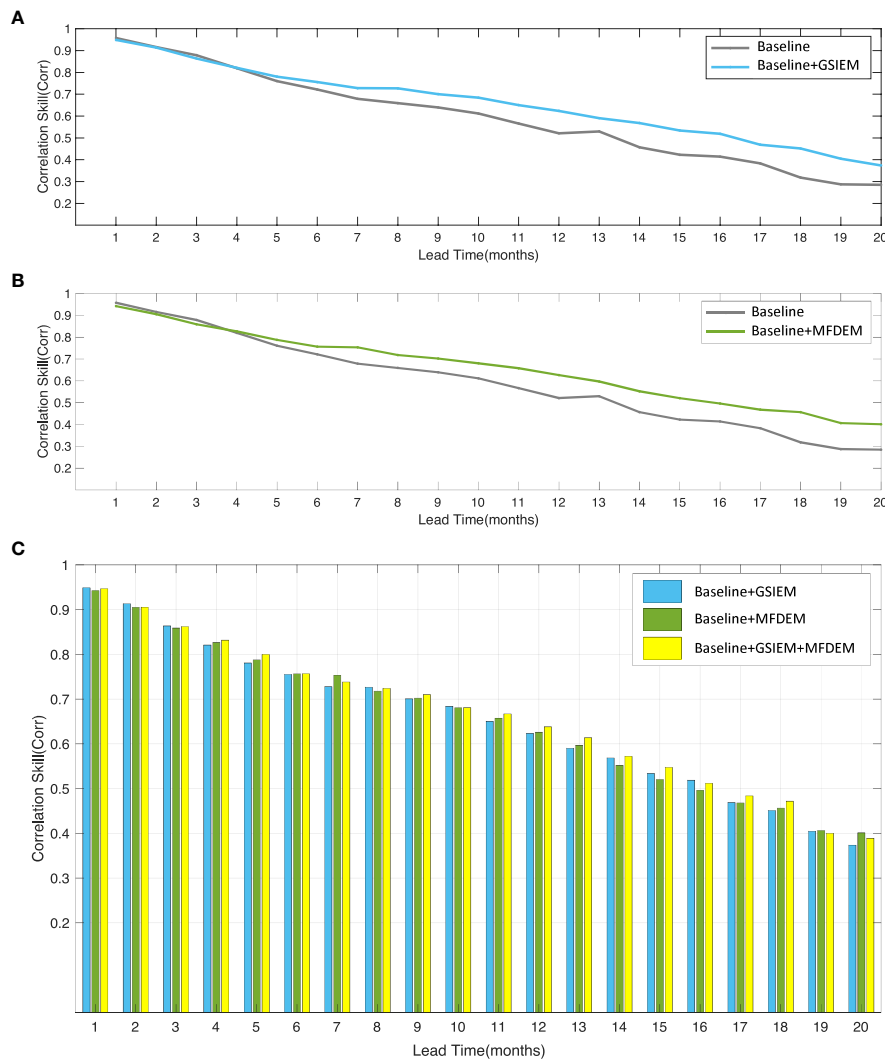 A
1
0.9
0.8
0.7
0.6
0.5
0.4
0.3
0.2
Correlation Skill(Corr)
Baseline
Baseline+GSIEM
1 2 3 4 5 6 7 8 9 10 11 12 13 14 15 16 17 18 19 20
Lead Time(months)
B
1
0.9
0.8
0.7
0.6
0.5
0.4
0.3
0.2
Correlation Skill(Corr)
Baseline
Baseline+MFDEM
1 2 3 4 5 6 7 8 9 10 11 12 13 14 15 16 17 18 19 20
Lead Time(months)
C
1
0.9
0.8
0.7
0.6
0.5
0.4
0.3
0.2
Correlation Skill(Corr)
Baseline+GSIEM
Baseline+MFDEM
Baseline+GSIEM+MFDEM
1 2 3 4 5 6 7 8 9 10 11 12 13 14 15 16 17 18 19 20
Lead Time(months)